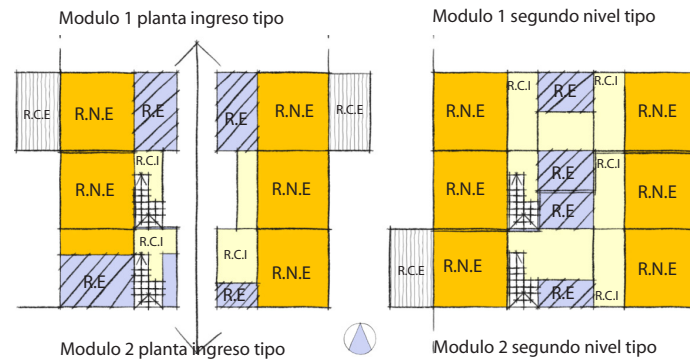 Modulo 1 planta ingreso tipo
R.C.E
R.N.E
R.E
R.E
R.N.E
R.C.E
R.N.E
R.C.I
R.N.E
R.C.I
R.C.I
R.N.E
R.E
R.E
Modulo 2 planta ingreso tipo
Modulo 1 segundo nivel tipo
R.N.E
R.C.I
R.E
R.C.I
R.N.E
R.N.E
R.E
R.C.I
R.N.E
R.E
R.C.E
R.N.E
R.C.I
R.N.E
R.E
R.C.I
Modulo 2 segundo nivel tipo